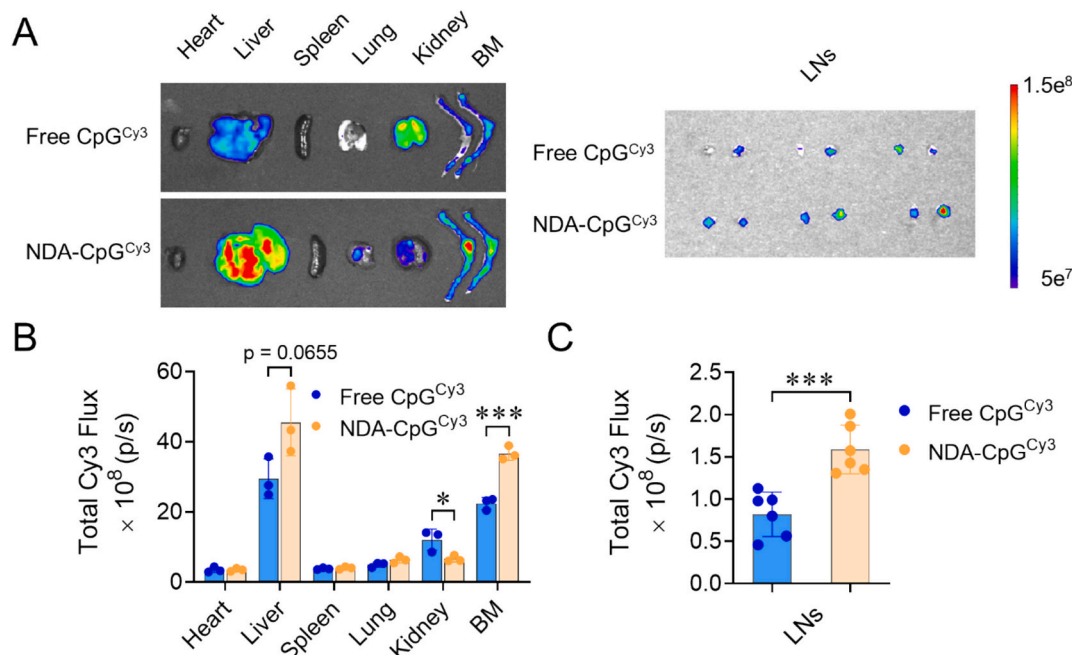 A
Heart Liver Spleen Lung Kidney BM
LNs
Free CpG^Cy3
NDA-CpG^Cy3
Free CpG^Cy3
NDA-CpG^Cy3
1.5e^8
5e^7
B
Total Cy3 Flux
× 10^8 (p/s)
60
40
20
0
p = 0.0655
*
***
Free CpG^Cy3
NDA-CpG^Cy3
Heart Liver Spleen Lung Kidney BM
C
Total Cy3 Flux
× 10^8 (p/s)
2.5
2.0
1.5
1.0
0.5
0.0
***
Free CpG^Cy3
NDA-CpG^Cy3
LNs